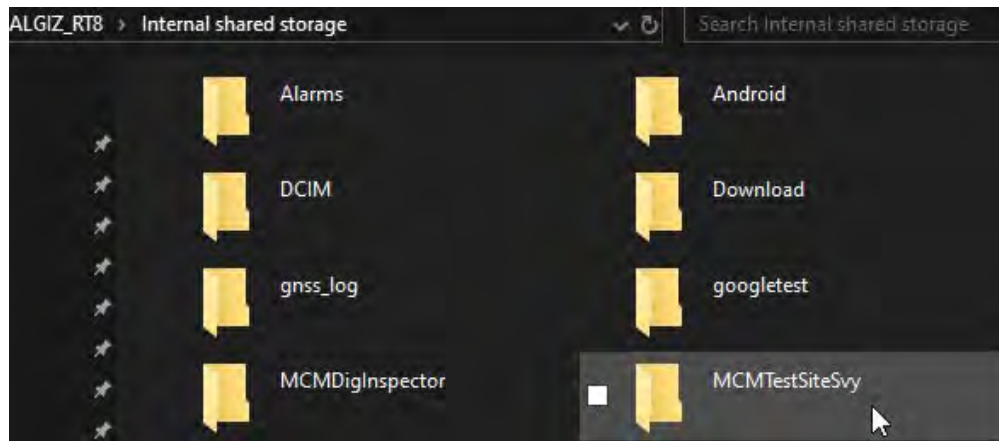 ALGIZ_RT8 > Internal shared storage
Search Internal shared storage
Alarms
Android
DCIM
Download
gnss_log
googletest
MCMDigInspector
MCMTestSiteSvy